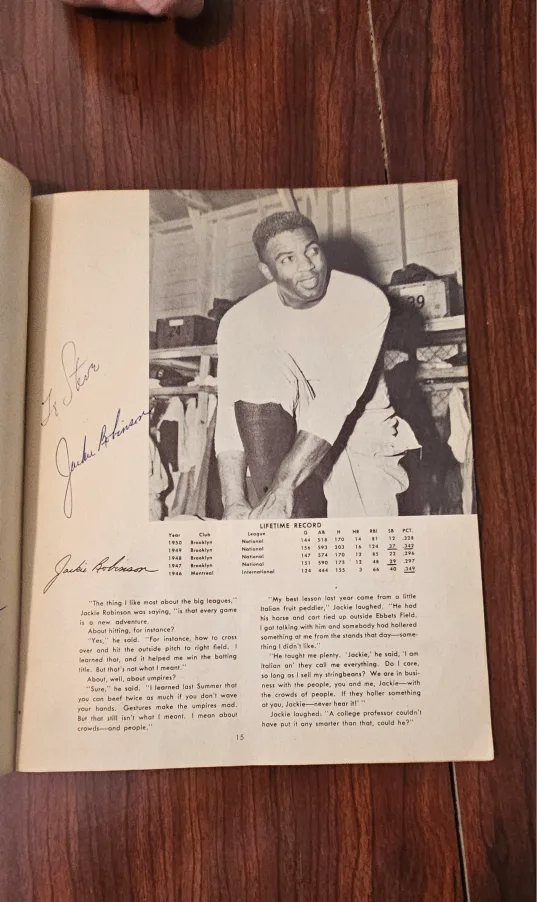 39
To Steve
Jackie Robinson
Jackie Robinson
LIFETIME RECORD
Year Club League G AB H HR RBI SB PCT.
1950 Brooklyn National 144 518 170 14 81 12 .328
1949 Brooklyn National 156 593 203 16 124 37 .342
1948 Brooklyn National 147 574 170 12 85 22 .296
1947 Brooklyn National 151 590 175 12 48 29 .297
1946 Montreal International 124 444 155 3 66 40 .349
"The thing I like most about the big leagues,"
Jackie Robinson was saying, "is that every game
is a new adventure.
About hitting, for instance?
"Yes," he said. "For instance, how to cross
over and hit the outside pitch to right field. I
learned that, and it helped me win the batting
title. But that's not what I meant."
About, well, about umpires?
"Sure," he said. "I learned last Summer that
you can beef twice as much if you don't wave
your hands. Gestures make the umpires mad.
But that still isn't what I meant. I mean about
crowds—and people."
"My best lesson last year came from a little
Italian fruit peddler," Jackie laughed. "He had
his horse and cart tied up outside Ebbets Field.
I got talking with him and somebody had hollered
something at me from the stands that day—some-
thing I didn't like."
"He taught me plenty. 'Jackie,' he said, 'I am
Italian an' they call me everything. Do I care,
so long as I sell my stringbeans? We are in busi-
ness with the people, you and me, Jackie—with
the crowds of people. If they holler something
at you, Jackie—never hear it!' "
Jackie laughed: "A college professor couldn't
have put it any smarter than that, could he?"
15